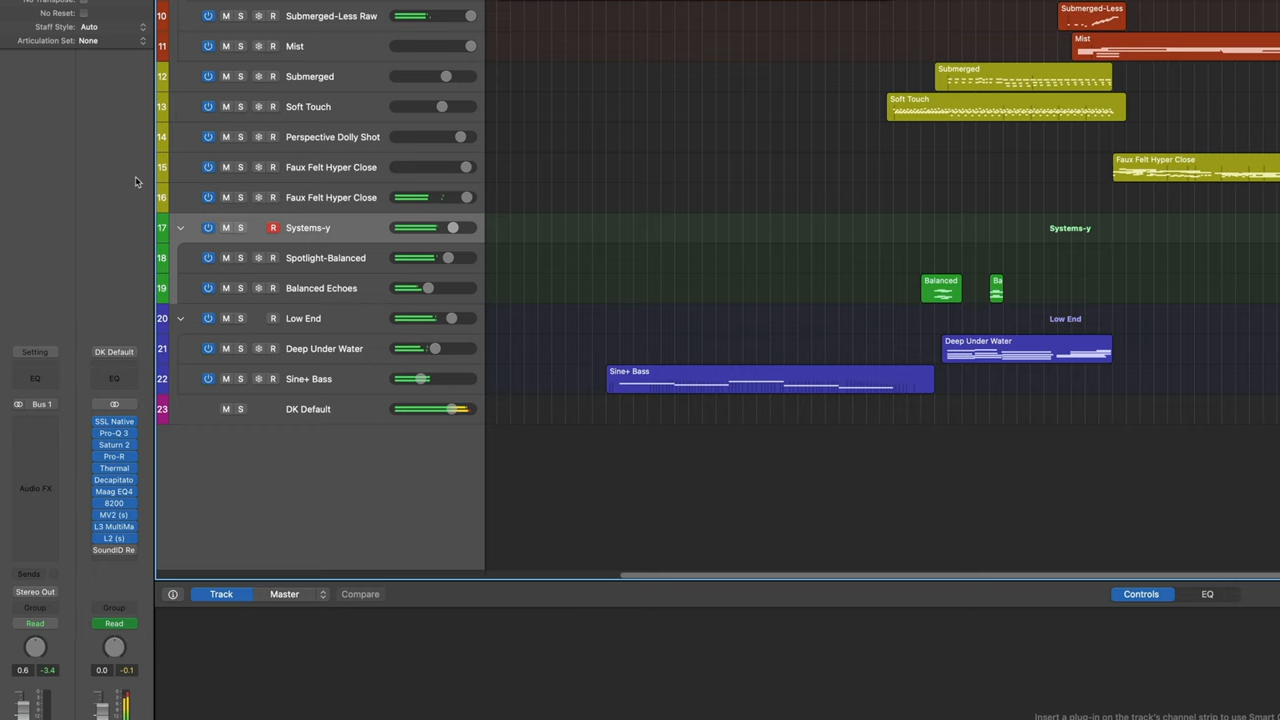 No Transpose:
No Reset:
Staff Style: Auto
Articulation Set: None
Setting
DK Default
EQ
EQ
Bus 1
SSL Native
Pro-Q 3
Saturn 2
Pro-R
Thermal
Decapitato
Maag EQ4
8200
MV2 (s)
L3 MultiMa
L2 (s)
SoundID Re
Audio FX
Sends
Stereo Out
Group
Group
Read
Read
0.6 -3.4
0.0 -0.1
10 Submerged-Less Raw
11 M S R Mist
12 M S R Submerged
13 M S R Soft Touch
14 M S R Perspective Dolly Shot
15 M S R Faux Felt Hyper Close
16 M S R Faux Felt Hyper Close
17 M S R Systems-y
18 M S R Spotlight-Balanced
19 M S R Balanced Echoes
20 M S R Low End
21 M S R Deep Under Water
22 M S R Sine+ Bass
23 M S DK Default
Submerged-Less
Mist
Submerged
Soft Touch
Faux Felt Hyper Close
Systems-y
Balanced
Ba
Low End
Deep Under Water
Sine+ Bass
Track
Master
Compare
Controls
EQ
Insert a plug-in on the track's channel strip to use Smart C